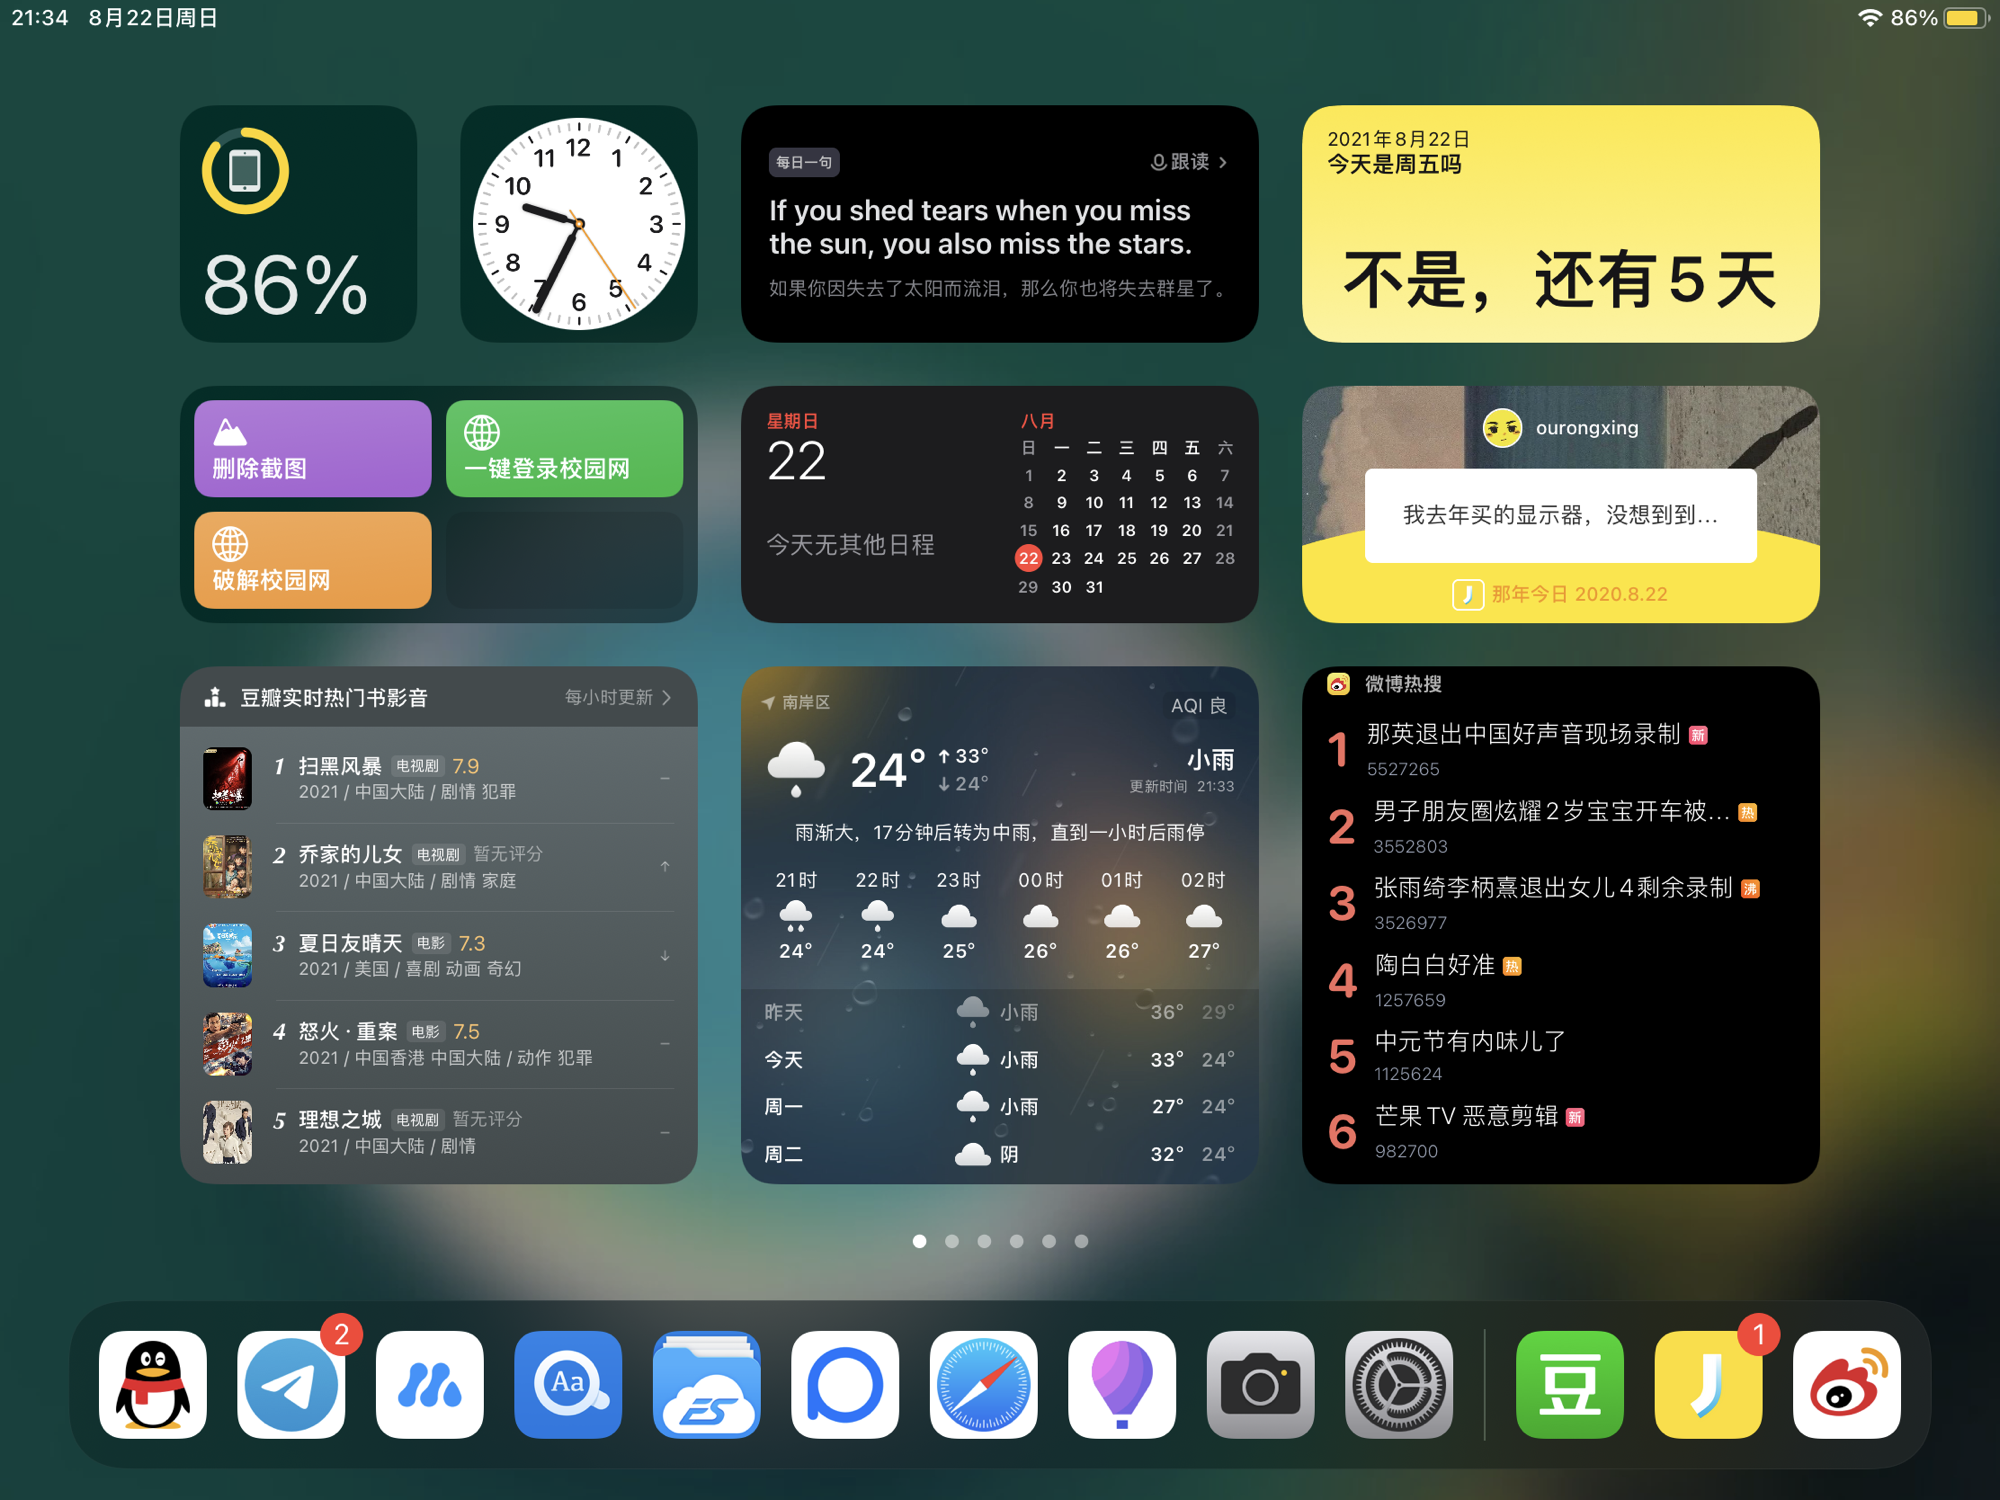 21:34 8月22日周日
86%
86%
12
1
2
3
4
5
6
7
8
9
10
11
每日一句
跟读
If you shed tears when you miss
the sun, you also miss the stars.
如果你因失去了太阳而流泪，那么你也将失去群星了。
2021年8月22日
今天是周五吗
不是，还有5天
删除截图
一键登录校园网
破解校园网
星期日
22
今天无其他日程
八月
日 一 二 三 四 五 六
1 2 3 4 5 6 7
8 9 10 11 12 13 14
15 16 17 18 19 20 21
22 23 24 25 26 27 28
29 30 31
ourongxing
我去年买的显示器，没想到到...
那年今日 2020.8.22
豆瓣实时热门书影音
每小时更新
1 扫黑风暴 电视剧 7.9
2021 / 中国大陆 / 剧情 犯罪
2 乔家的儿女 电视剧 暂无评分
2021 / 中国大陆 / 剧情 家庭
3 夏日友晴天 电影 7.3
2021 / 美国 / 喜剧 动画 奇幻
4 怒火·重案 电影 7.5
2021 / 中国香港 中国大陆 / 动作 犯罪
5 理想之城 电视剧 暂无评分
2021 / 中国大陆 / 剧情
南岸区
AQI 良
24° ↑33°
↓24°
小雨
更新时间 21:33
雨渐大，17分钟后转为中雨，直到一小时后雨停
21时 22时 23时 00时 01时 02时
24° 24° 25° 26° 26° 27°
昨天 小雨 36° 29°
今天 小雨 33° 24°
周一 小雨 27° 24°
周二 阴 32° 24°
微博热搜
1 那英退出中国好声音现场录制 新
5527265
2 男子朋友圈炫耀2岁宝宝开车被... 热
3552803
3 张雨绮李柄熹退出女儿4剩余录制 沸
3526977
4 陶白白好准 热
1257659
5 中元节有内味儿了
1125624
6 芒果TV 恶意剪辑 新
982700
2
Aa
ES
豆
1